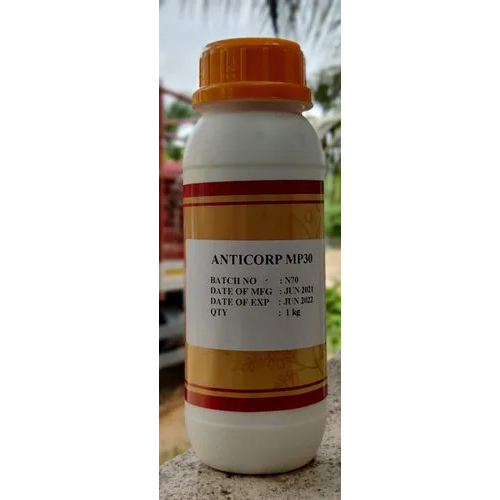 ANTICORP MP30
BATCH NO : N70
DATE OF MFG : JUN 2021
DATE OF EXP : JUN 2022
QTY : 1 kg